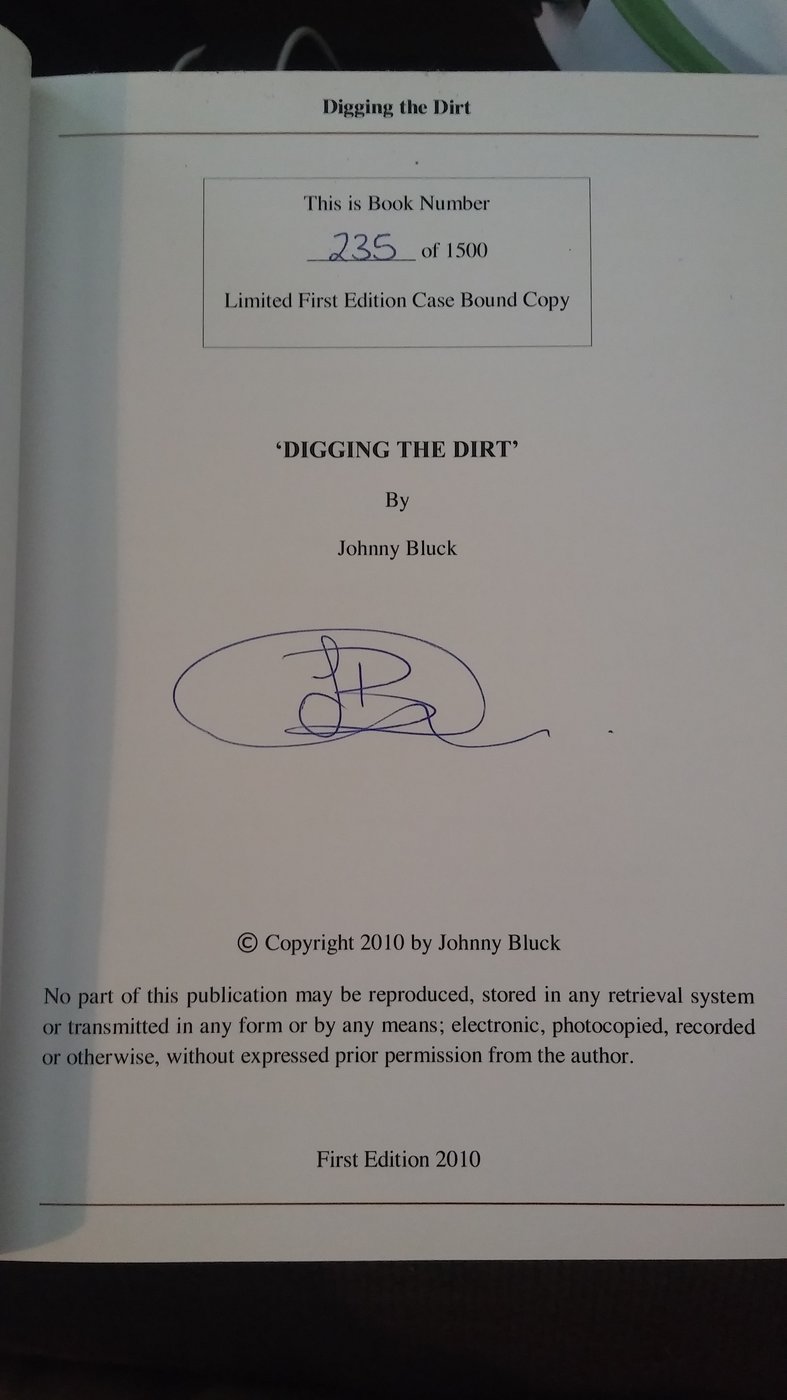 Digging the Dirt
This is Book Number
235 of 1500
Limited First Edition Case Bound Copy
‘DIGGING THE DIRT’
By
Johnny Bluck
JB
© Copyright 2010 by Johnny Bluck
No part of this publication may be reproduced, stored in any retrieval system
or transmitted in any form or by any means; electronic, photocopied, recorded
or otherwise, without expressed prior permission from the author.
First Edition 2010